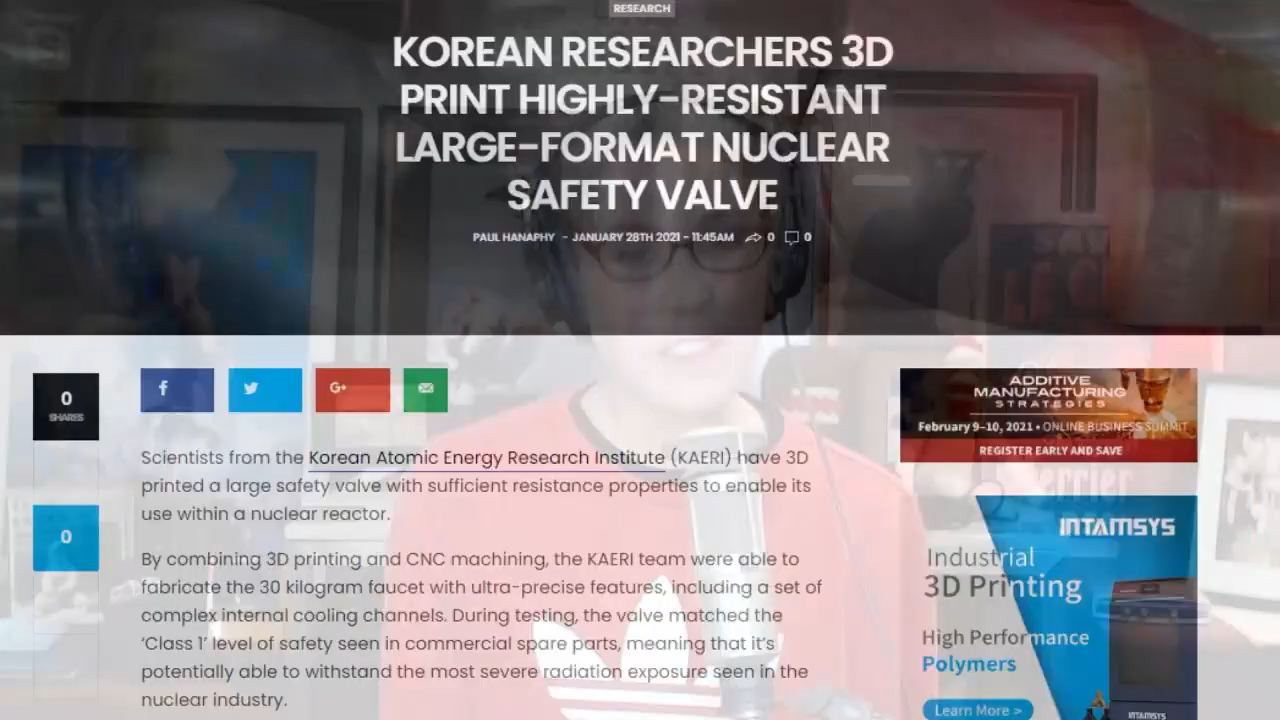 RESEARCH
KOREAN RESEARCHERS 3D
PRINT HIGHLY-RESISTANT
LARGE-FORMAT NUCLEAR
SAFETY VALVE
PAUL HANAPHY - JANUARY 28TH 2021 - 11:45AM 0 0
0
SHARES
0
G+
Scientists from the Korean Atomic Energy Research Institute (KAERI) have 3D
printed a large safety valve with sufficient resistance properties to enable its
use within a nuclear reactor.
By combining 3D printing and CNC machining, the KAERI team were able to
fabricate the 30 kilogram faucet with ultra-precise features, including a set of
complex internal cooling channels. During testing, the valve matched the
‘Class 1’ level of safety seen in commercial spare parts, meaning that it's
potentially able to withstand the most severe radiation exposure seen in the
nuclear industry.
ADDITIVE
MANUFACTURING
STRATEGIES
February 9-10, 2021 • ONLINE BUSINESS SUMMIT
REGISTER EARLY AND SAVE
INTAMSYS
Industrial
3D Printing
High Performance
Polymers
Learn More >
INTAMSYS